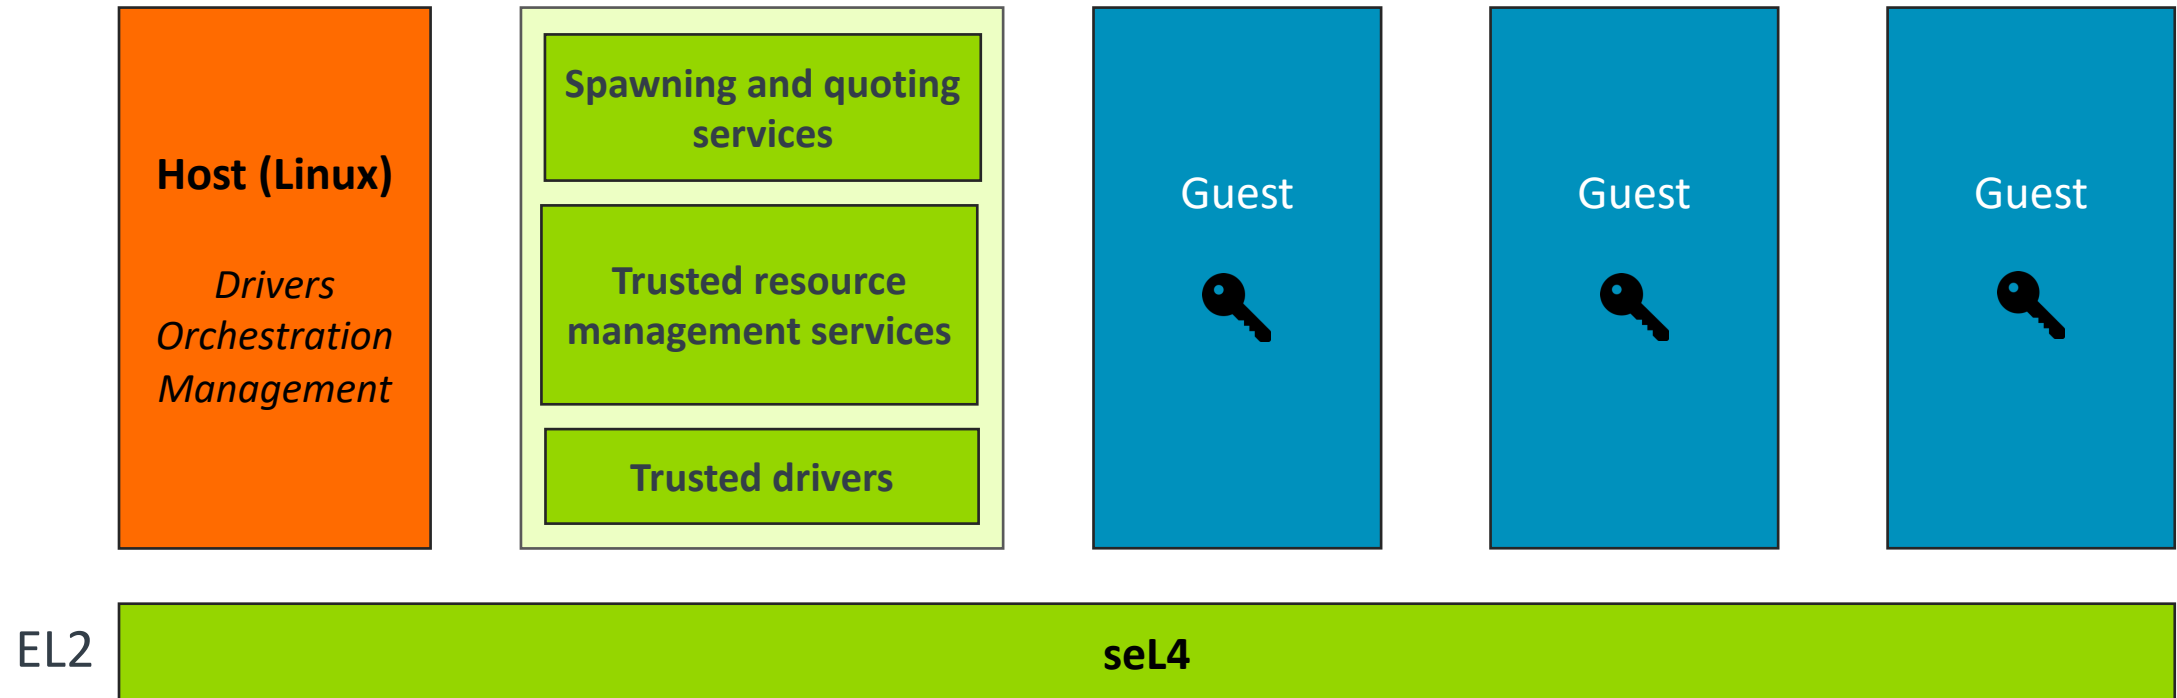 Host (Linux)
Drivers
Orchestration
Management
Spawning and quoting
services
Trusted resource
management services
Trusted drivers
Guest
Guest
Guest
EL2
seL4